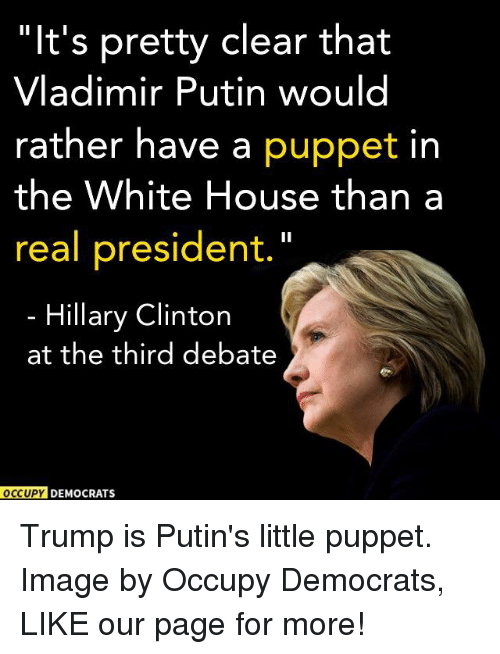 "It's pretty clear that
Vladimir Putin would
rather have a puppet in
the White House than a
real president."
- Hillary Clinton
at the third debate
OCCUPY DEMOCRATS
Trump is Putin's little puppet.
Image by Occupy Democrats,
LIKE our page for more!